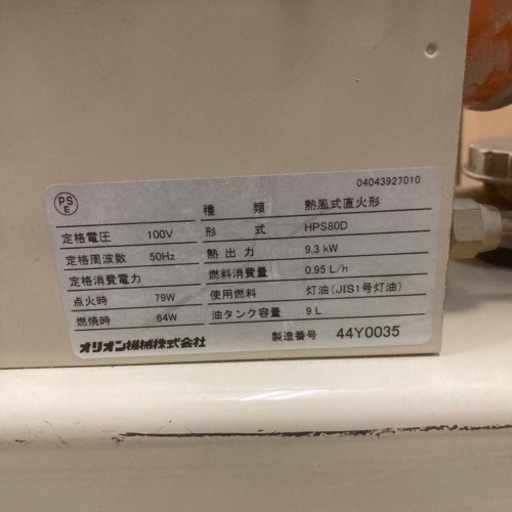 04043927010
PS
E
種類 熱風式直火形
定格電圧 100V 形式 HPS80D
定格周波数 50Hz 熱出力 9.3 kW
定格消費電力 燃料消費量 0.95 L/h
点火時 79W 使用燃料 灯油(JIS1号灯油)
燃焼時 64W 油タンク容量 9 L
オリオン機械株式会社 製造番号 44Y0035